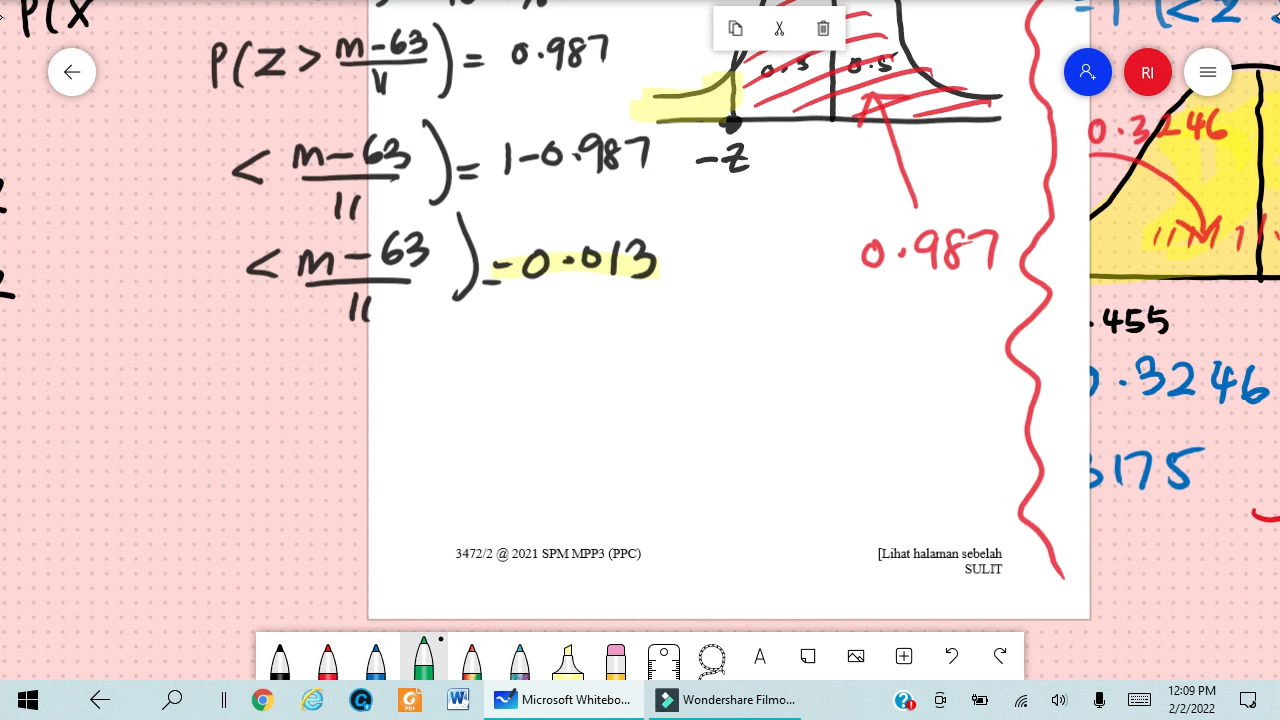 P(X
P(Z > m-63/11) = 0.987
< m-63/11) = 1-0.987
< m-63/11) = 0.013
0.5 0.5
-Z
0.987
RI
0.3246
.455
0.3246
3175
3472/2 @ 2021 SPM MPP3 (PPC)
[Lihat halaman sebelah
SULIT
A
Microsoft Whitebo...
Wondershare Filmo...
12:09 PM
2/2/2022